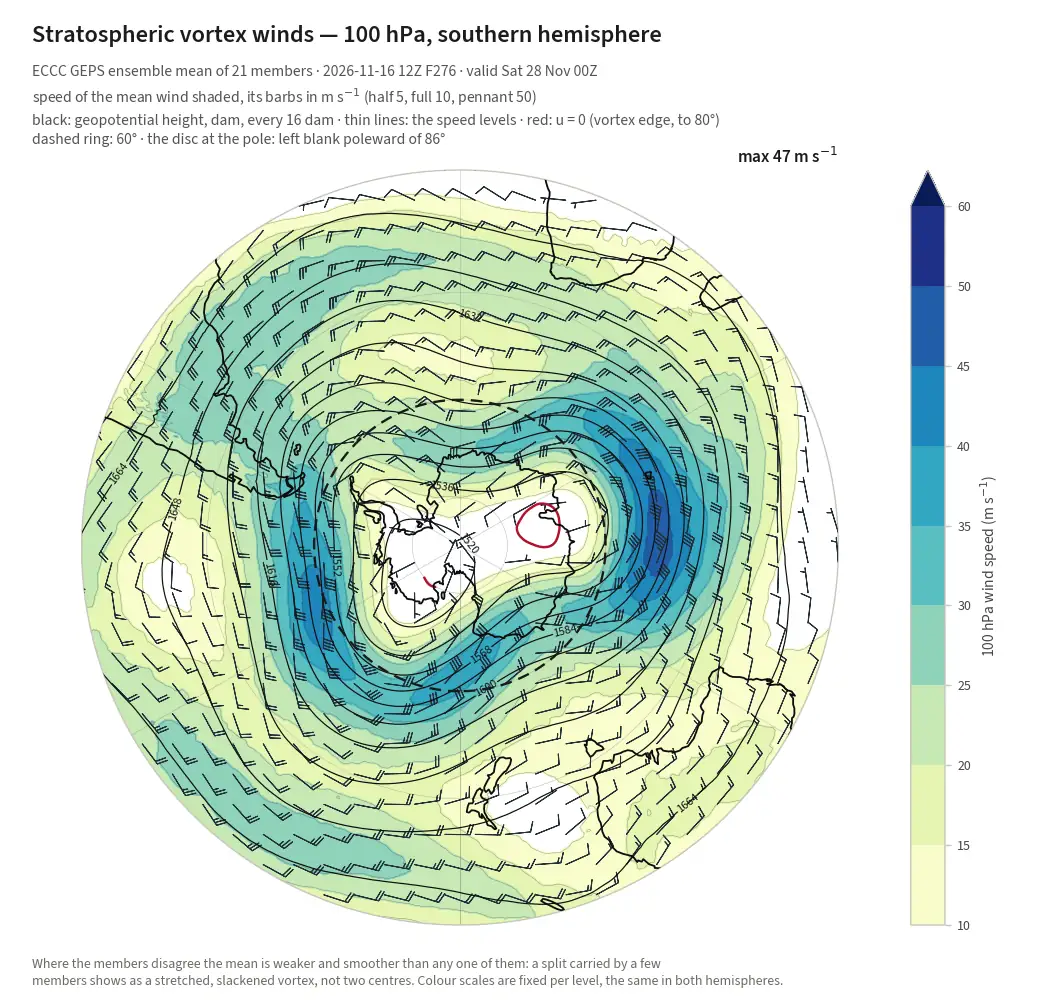 Stratospheric vortex winds — 100 hPa, southern hemisphere
ECCC GEPS ensemble mean of 21 members · 2026-11-16 12Z F276 · valid Sat 28 Nov 00Z
speed of the mean wind shaded, its barbs in m s⁻¹ (half 5, full 10, pennant 50)
black: geopotential height, dam, every 16 dam · thin lines: the speed levels · red: u = 0 (vortex edge, to 80°)
dashed ring: 60° · the disc at the pole: left blank poleward of 86°
max 47 m s⁻¹
60
50
45
40
35
30
25
20
15
10
100 hPa wind speed (m s⁻¹)
1632
1664
1648
1536
1520
1552
1616
1584
1568
1600
1664
Where the members disagree the mean is weaker and smoother than any one of them: a split carried by a few
members shows as a stretched, slackened vortex, not two centres. Colour scales are fixed per level, the same in both hemispheres.